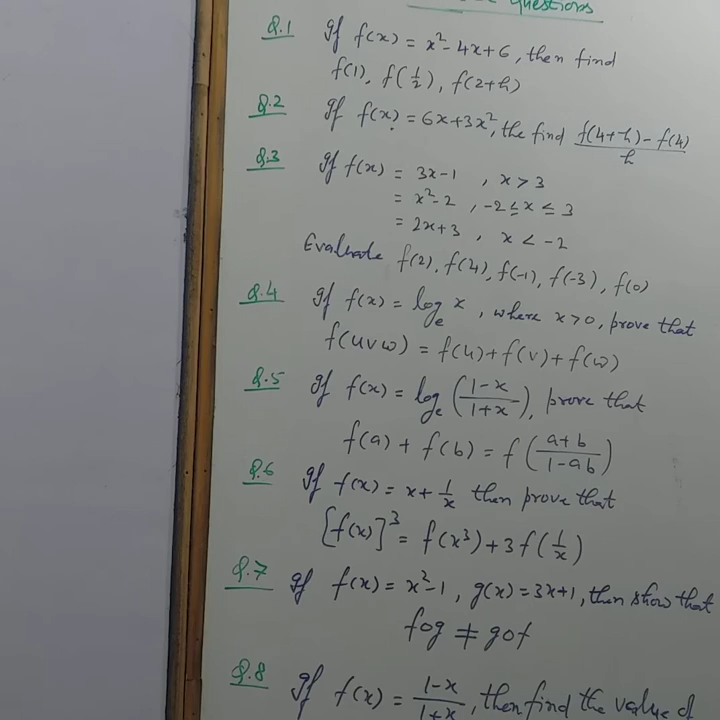 Questions
Q.1 If f(x) = x² - 4x + 6, then find
f(1), f(1/2), f(2+h)
Q.2 If f(x) = 6x + 3x², the find (f(4+h) - f(4))/h
Q.3 If f(x) = 3x - 1 , x > 3
= x² - 2 , -2 ≤ x ≤ 3
= 2x + 3 , x < -2
Evaluate f(2), f(4), f(-1), f(-3), f(0)
Q.4 If f(x) = logₑ x , where x > 0, prove that
f(uvw) = f(u) + f(v) + f(w)
Q.5 If f(x) = logₑ ((1-x)/(1+x)), prove that
f(a) + f(b) = f((a+b)/(1-ab))
Q.6 If f(x) = x + 1/x then prove that
[f(x)]³ = f(x³) + 3f(1/x)
Q.7 If f(x) = x² - 1, g(x) = 3x + 1, then show that
fog ≠ gof
Q.8 If f(x) = (1-x)/(1+x), then find the value of